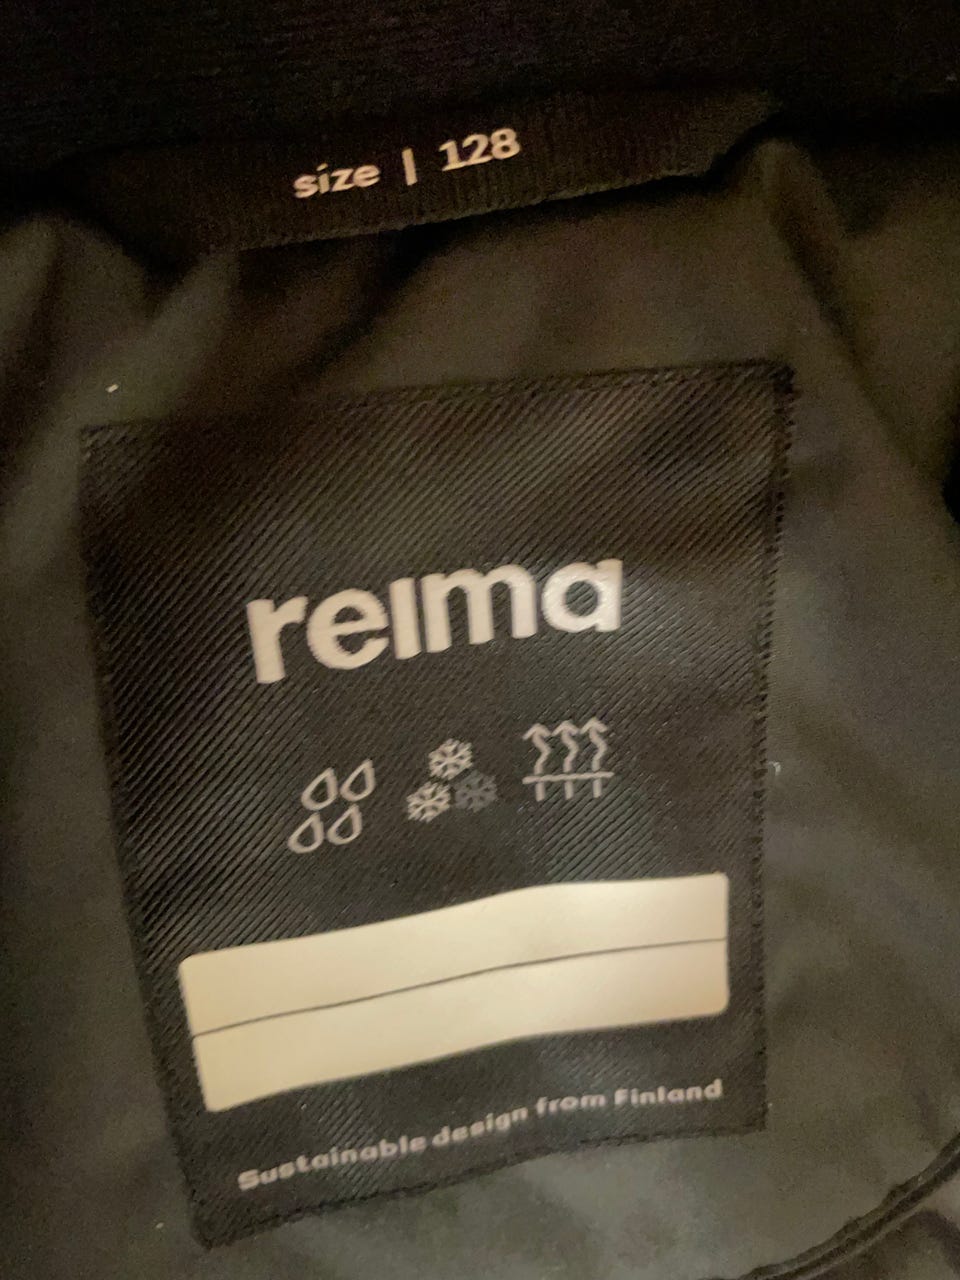 size | 128
reima
Sustainable design from Finland